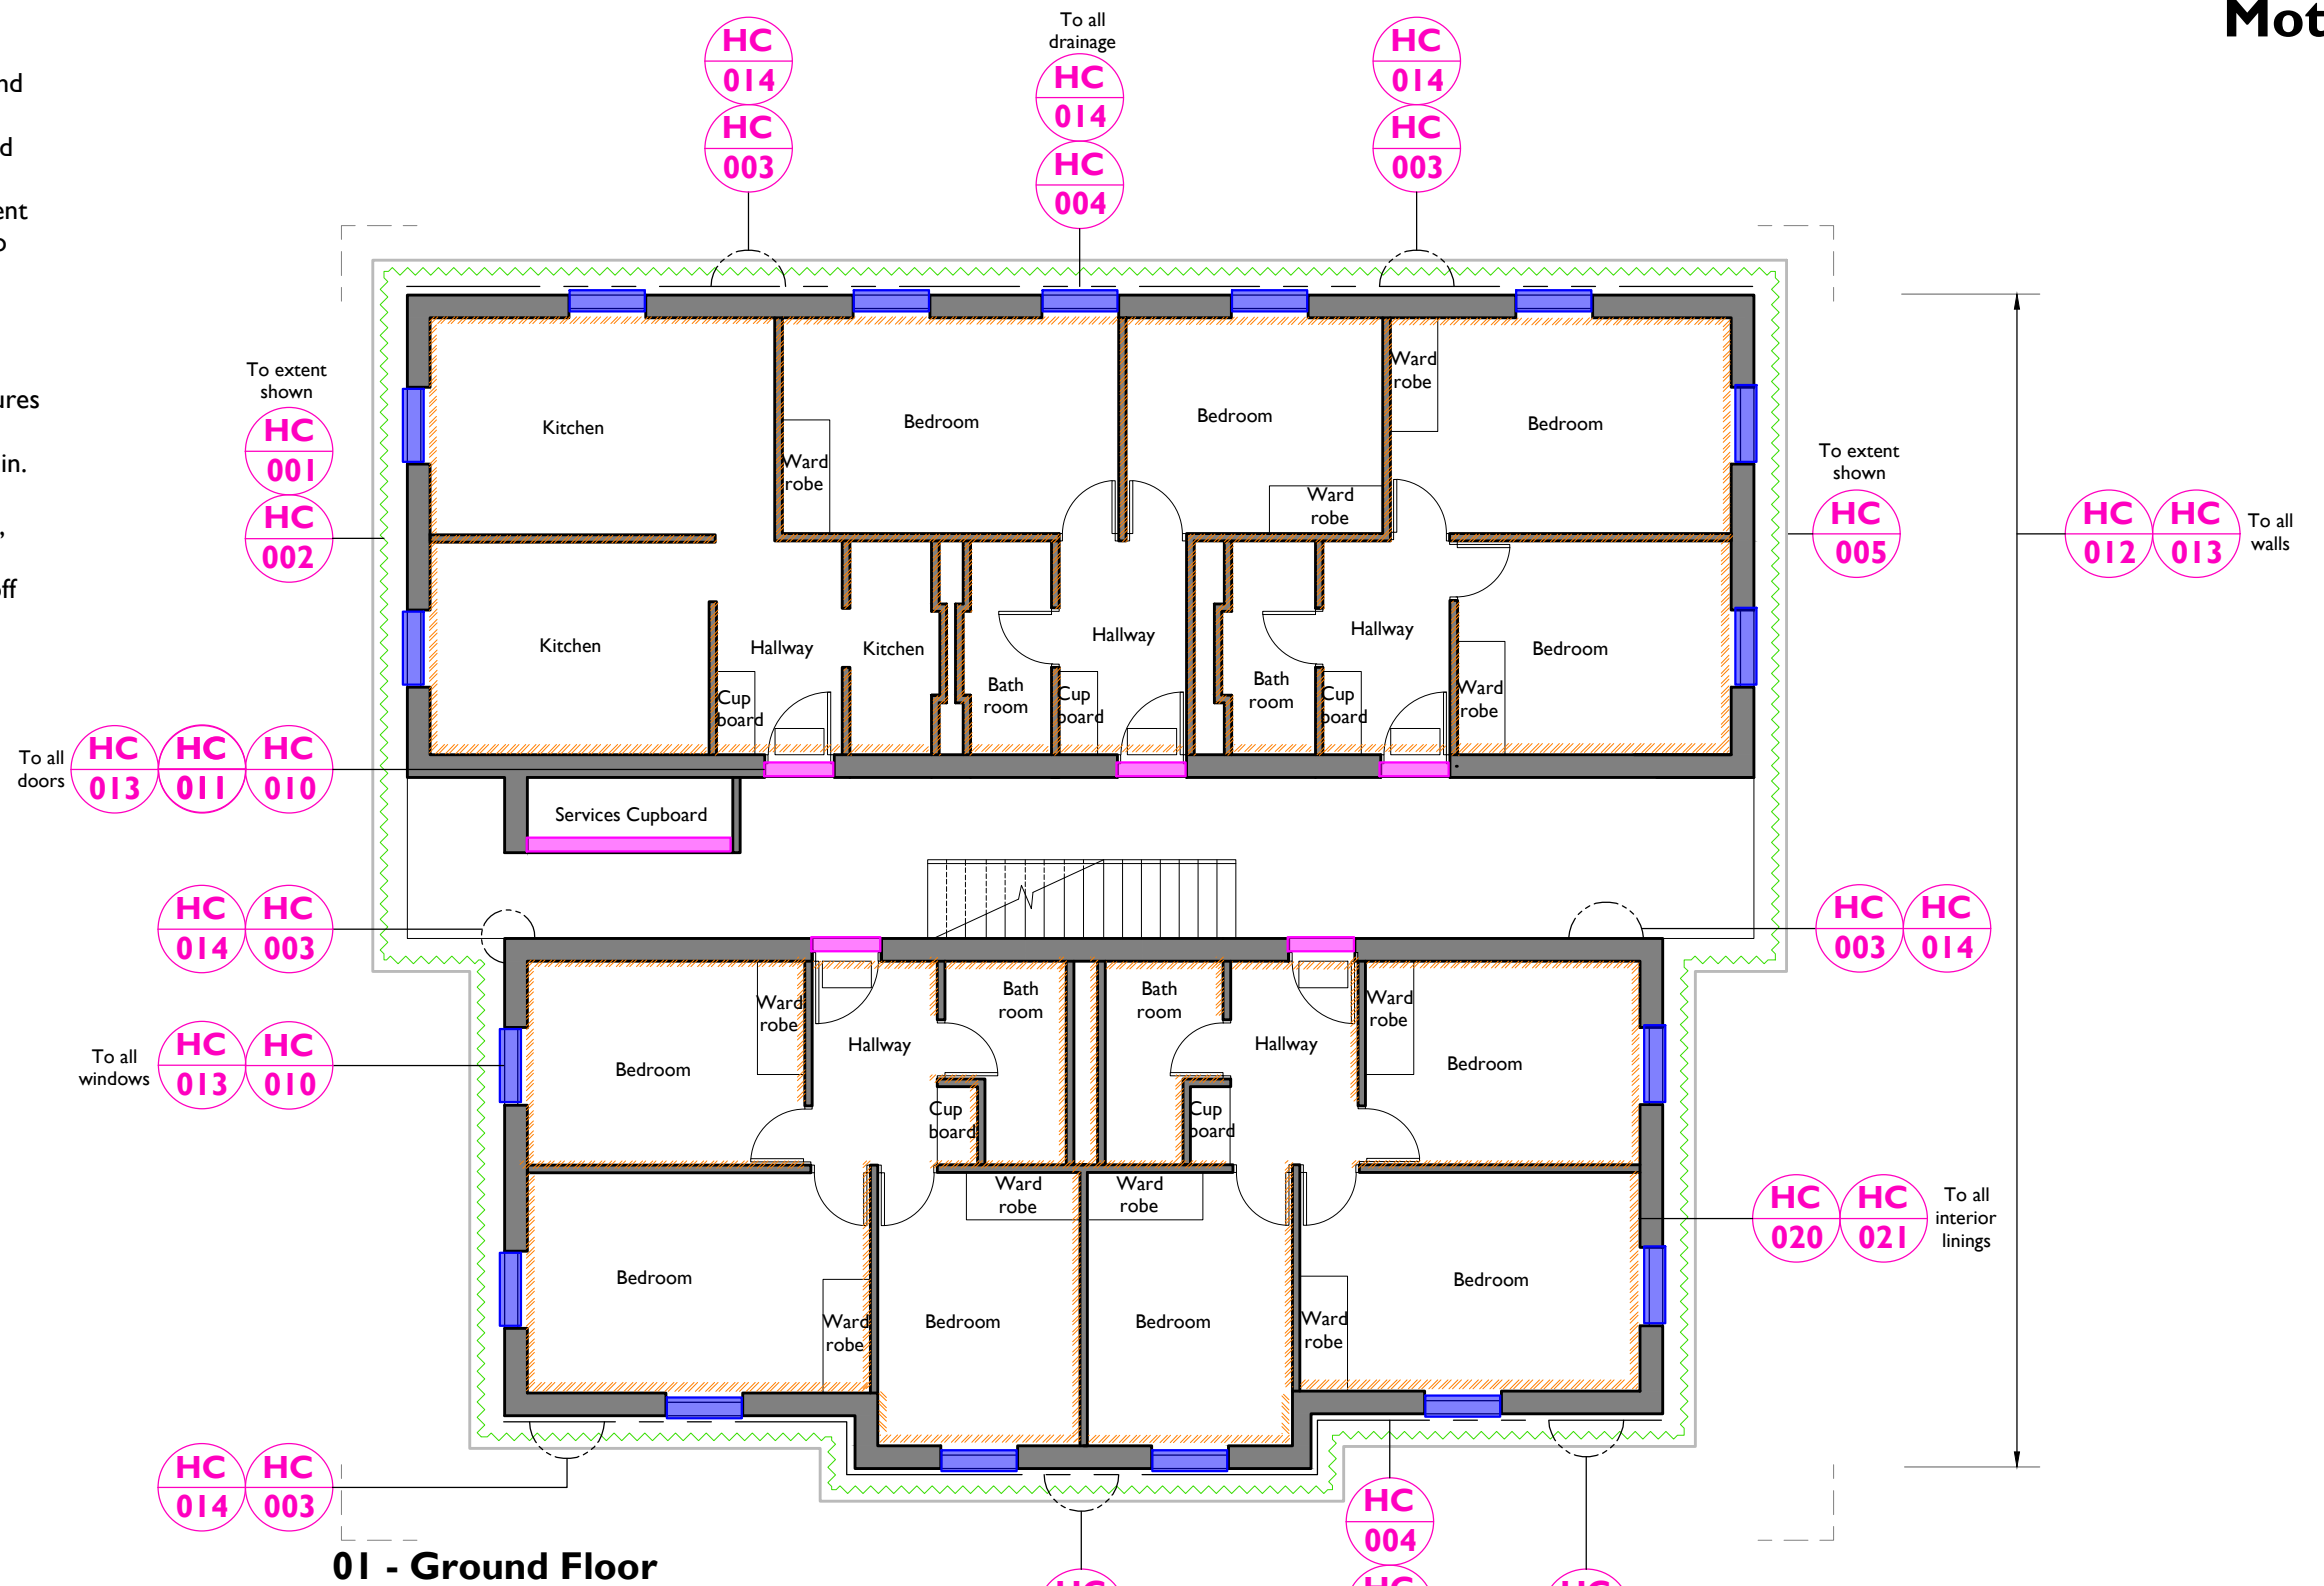 Mot
nd
d
ent
o
ures
in.
,
off
HC
014
HC
003
To all
drainage
HC
014
HC
004
HC
014
HC
003
To extent
shown
HC
001
HC
002
Kitchen
Bedroom
Ward
robe
Bedroom
Ward
robe
Ward
robe
Bedroom
To extent
shown
HC
005
HC
012
HC
013
To all
walls
Kitchen
Hallway
Cup
board
Kitchen
Bath
room
Hallway
Cup
board
Bath
room
Hallway
Cup
board
Ward
robe
Bedroom
To all
doors
HC
013
HC
011
HC
010
Services Cupboard
HC
014
HC
003
HC
003
HC
014
To all
windows
HC
013
HC
010
Bedroom
Ward
robe
Hallway
Bath
room
Cup
board
Bath
room
Cup
board
Hallway
Ward
robe
Bedroom
Bedroom
Ward
robe
Ward
robe
Bedroom
Ward
robe
Bedroom
Ward
robe
Bedroom
HC
020
HC
021
To all
interior
linings
HC
014
HC
003
HC
004
HC
HC
HC
01 - Ground Floor